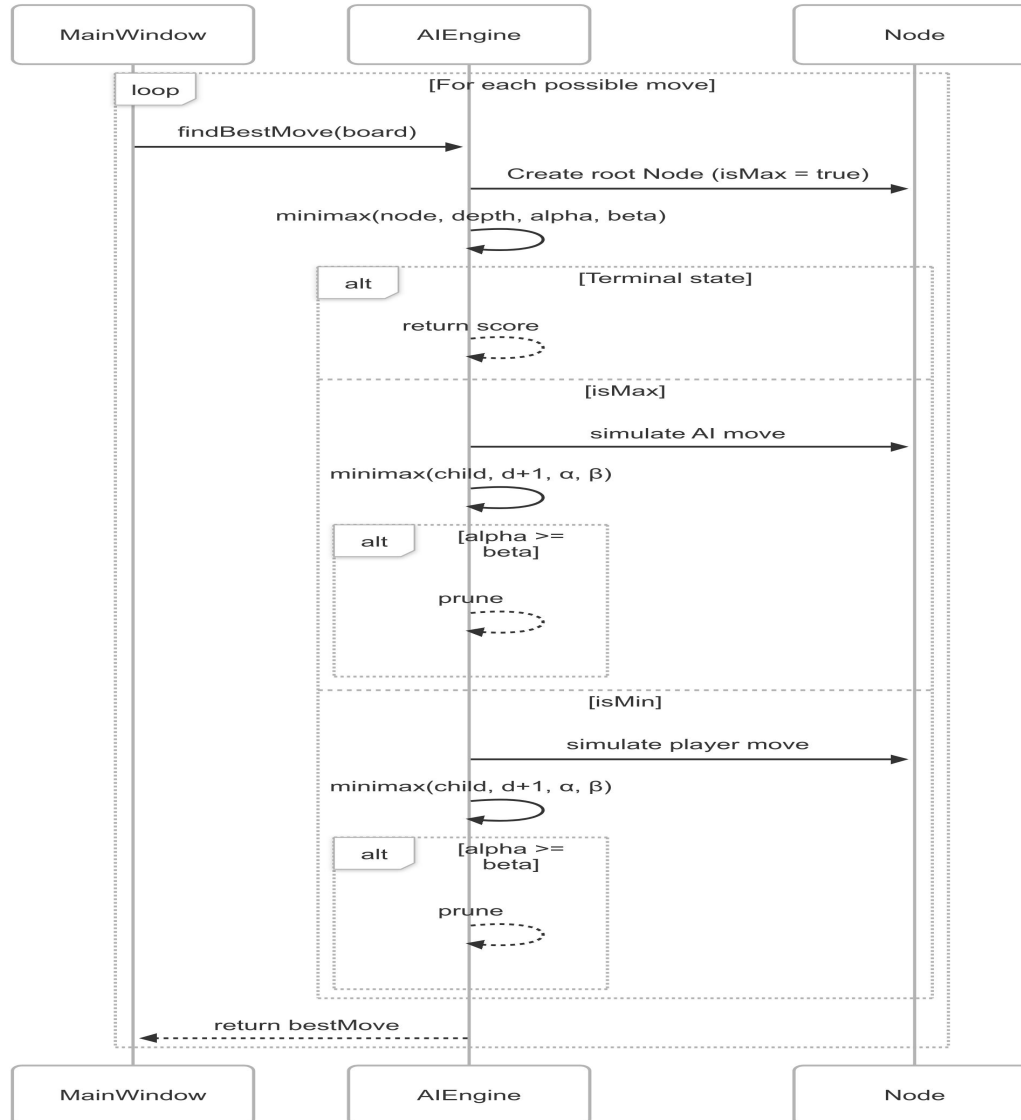 MainWindow
AIEngine
Node
loop
[For each possible move]
findBestMove(board)
Create root Node (isMax = true)
minimax(node, depth, alpha, beta)
alt
[Terminal state]
return score
[isMax]
simulate AI move
minimax(child, d+1, α, β)
alt
[alpha >=
beta]
prune
[isMin]
simulate player move
minimax(child, d+1, α, β)
alt
[alpha >=
beta]
prune
return bestMove
MainWindow
AIEngine
Node